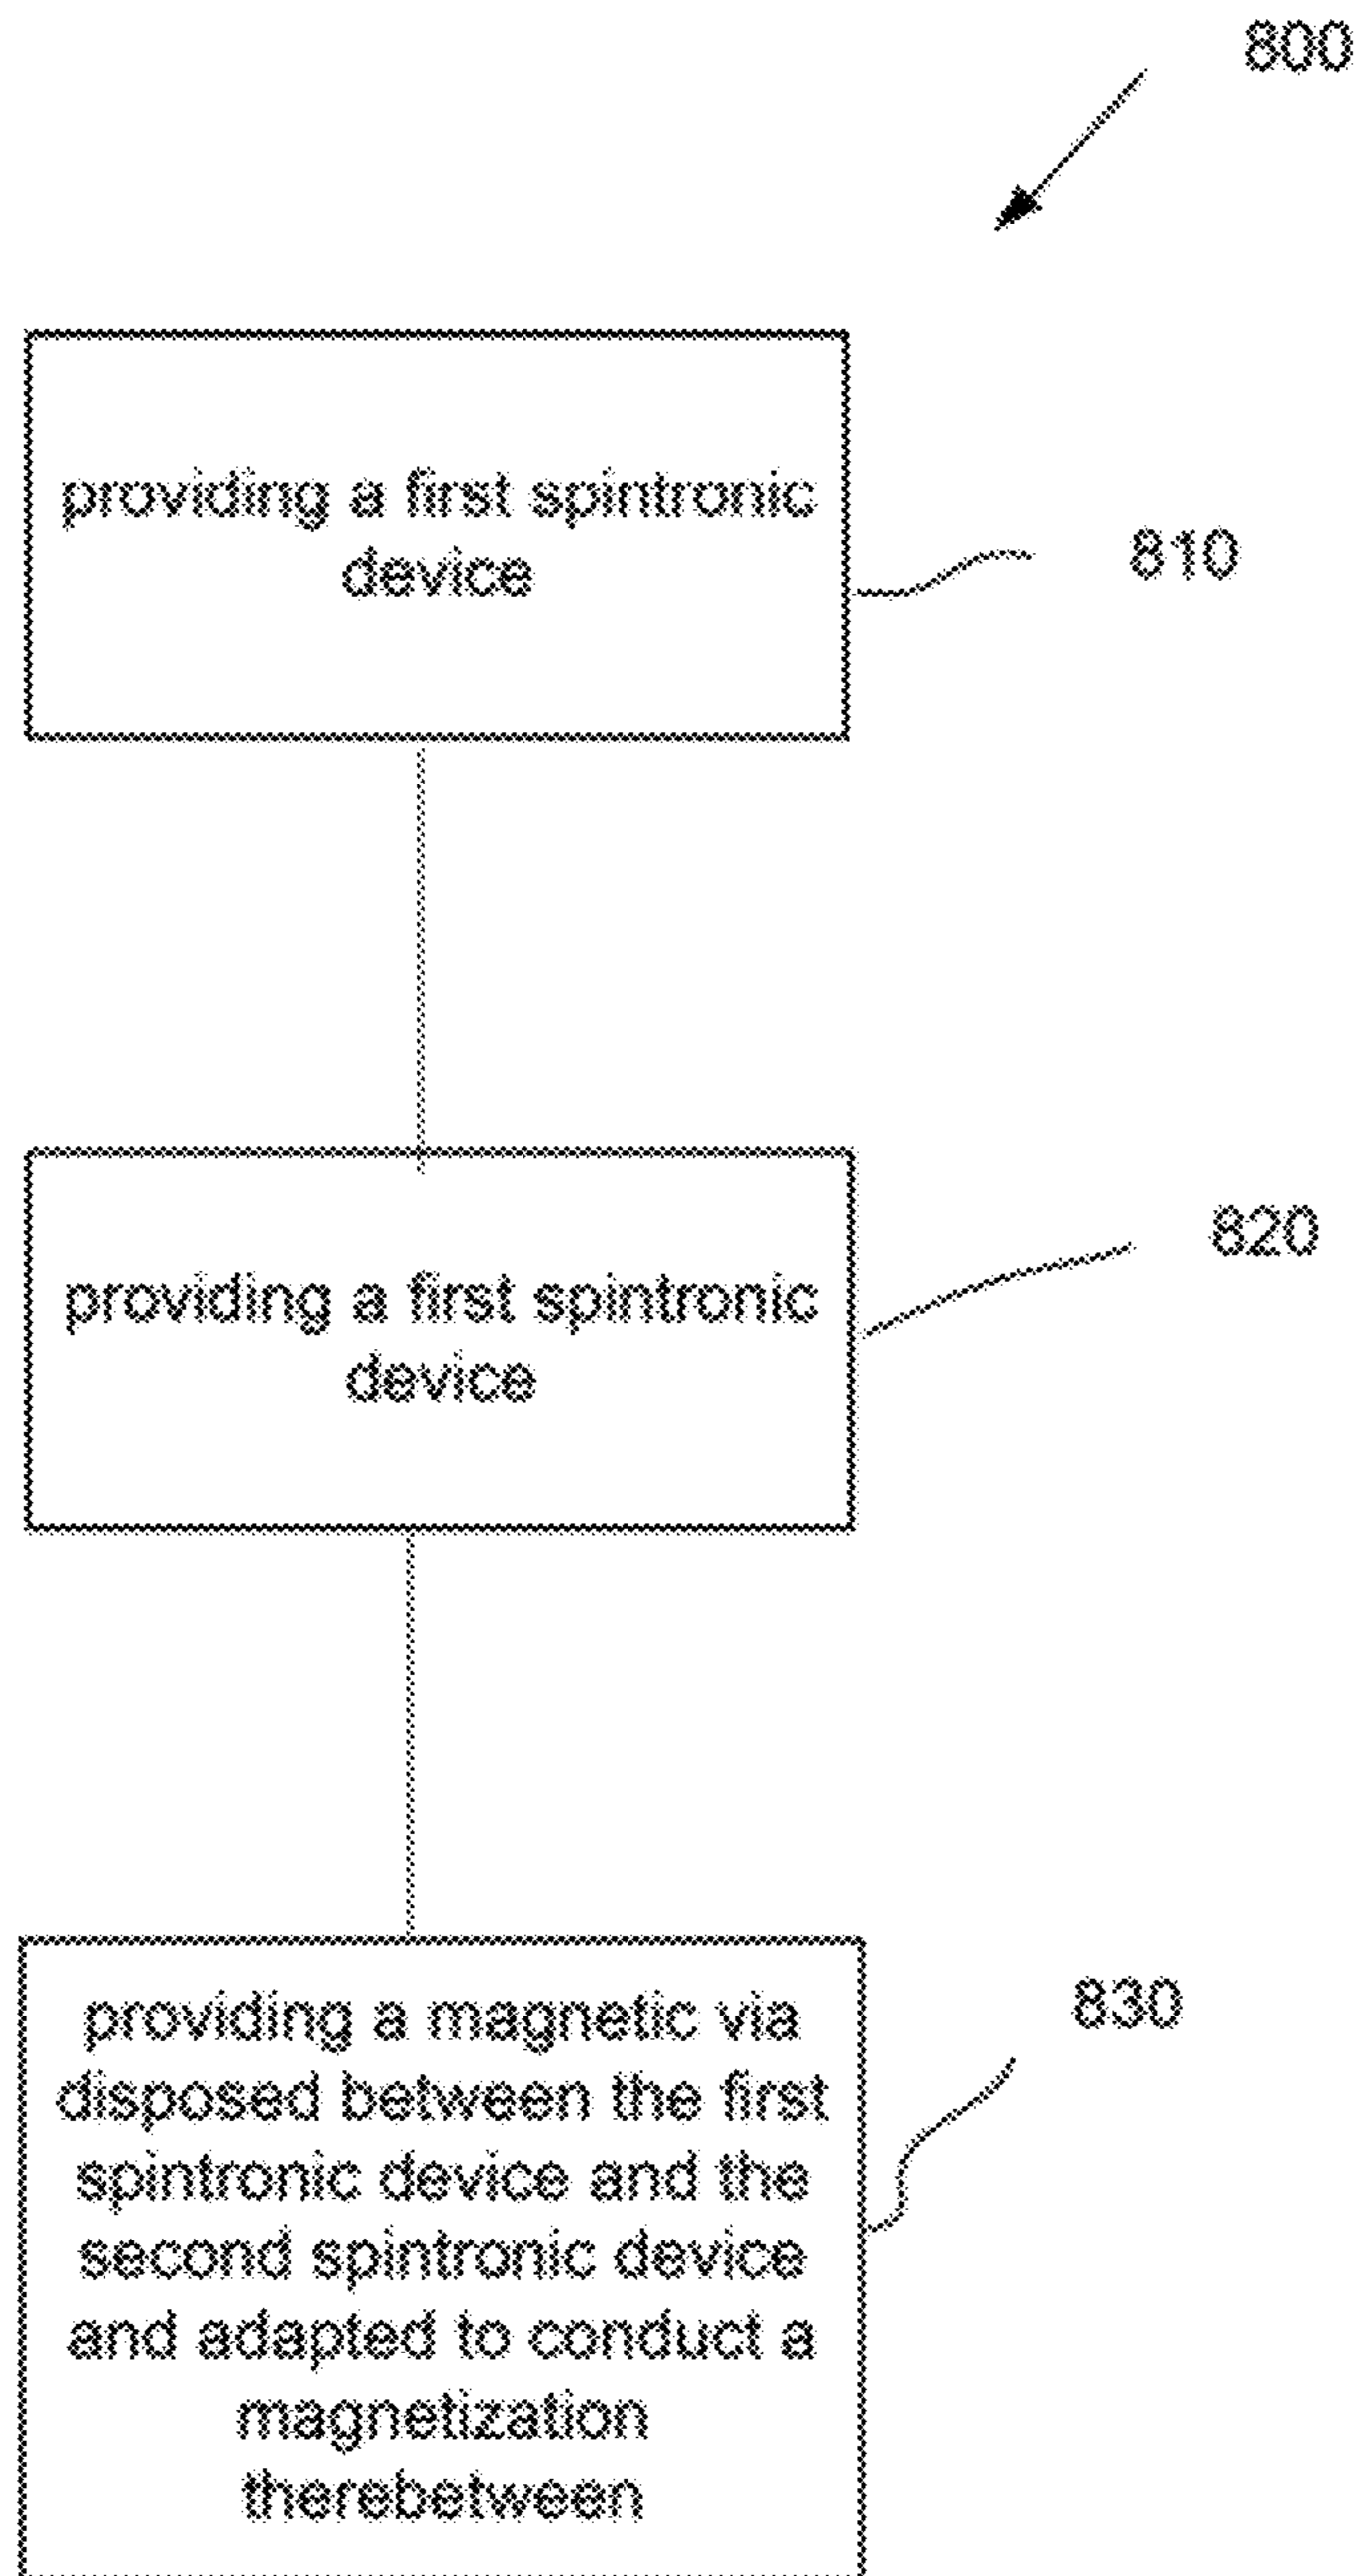 800
providing a first spintronic
device
810
providing a first spintronic
device
820
providing a magnetic via
disposed between the first
spintronic device and the
second spintronic device
and adapted to conduct a
magnetization
therebetween
830